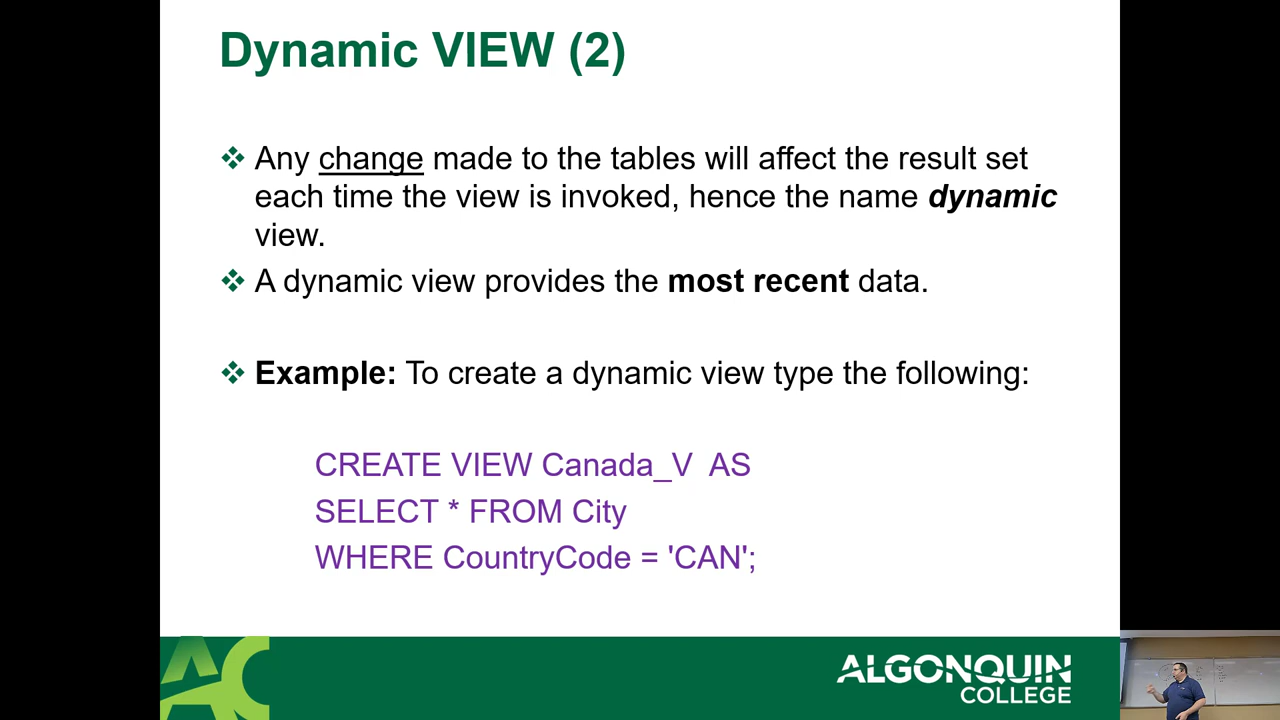 Dynamic VIEW (2)
Any change made to the tables will affect the result set
each time the view is invoked, hence the name dynamic
view.
A dynamic view provides the most recent data.
Example: To create a dynamic view type the following:
CREATE VIEW Canada_V AS
SELECT * FROM City
WHERE CountryCode = 'CAN';
AC
ALGONQUIN
COLLEGE